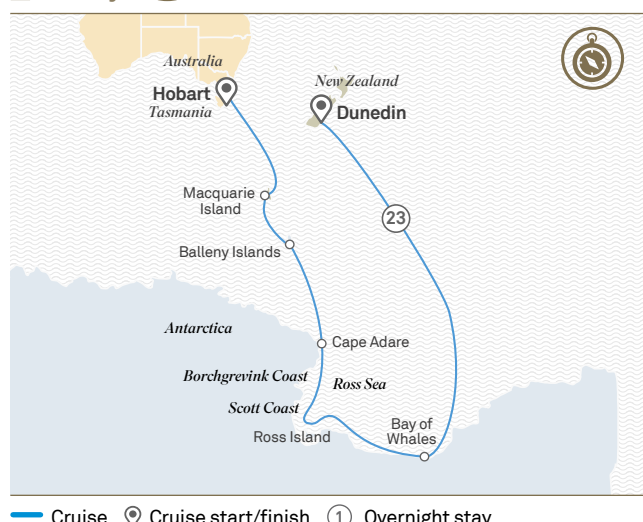 Australia
New Zealand
Hobart
Tasmania
Dunedin
Macquarie
Island
23
Balleny Islands
Antarctica
Cape Adare
Borchgrevink Coast
Ross Sea
Scott Coast
Ross Island
Bay of
Whales
Cruise
Cruise start/finish
1
Overnight stay